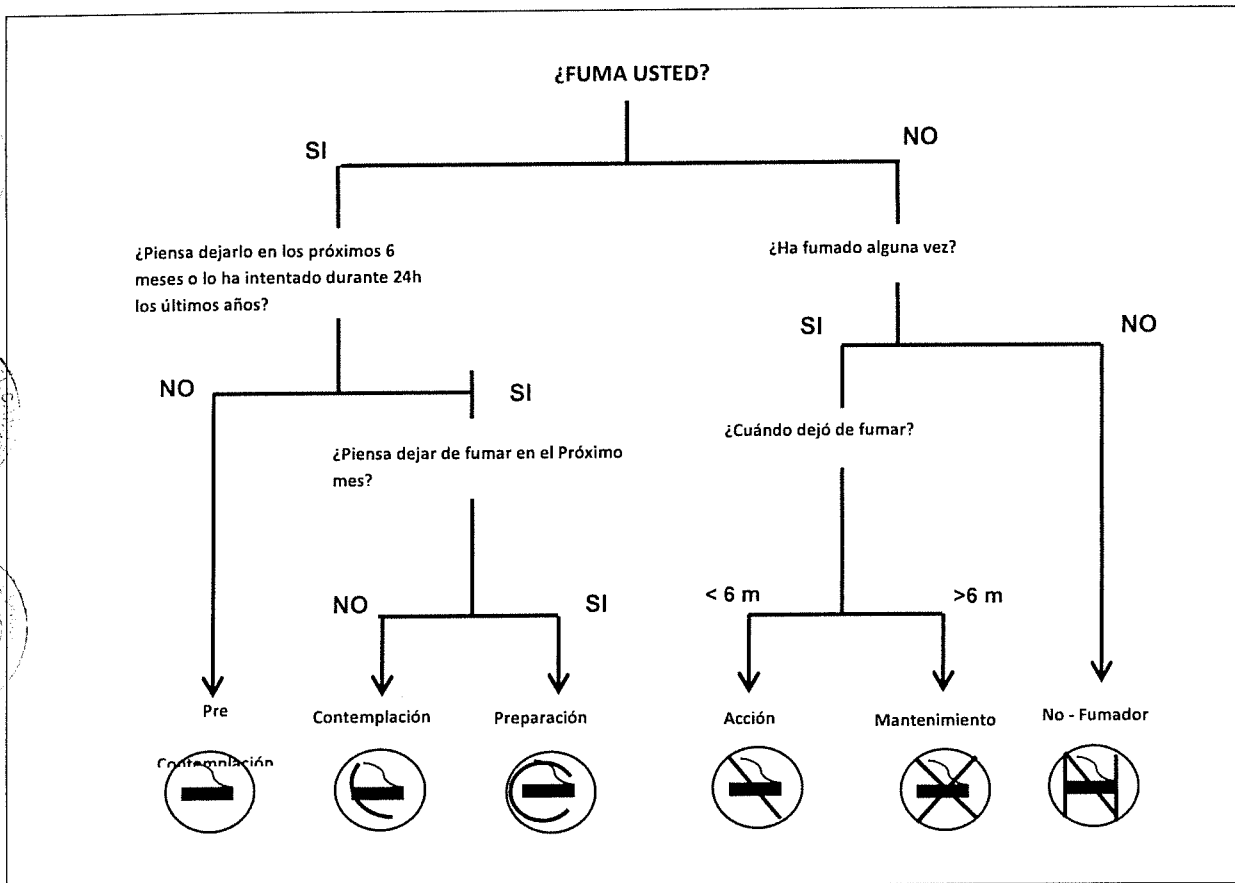 ¿FUMA USTED?
SI
NO
¿Piensa dejarlo en los próximos 6
meses o lo ha intentado durante 24h
los últimos años?
¿Ha fumado alguna vez?
SI
NO
NO
SI
¿Cuándo dejó de fumar?
¿Piensa dejar de fumar en el Próximo
mes?
NO
SI
< 6 m
>6 m
Pre
Contemplación
Contemplación
Preparación
Acción
Mantenimiento
No - Fumador